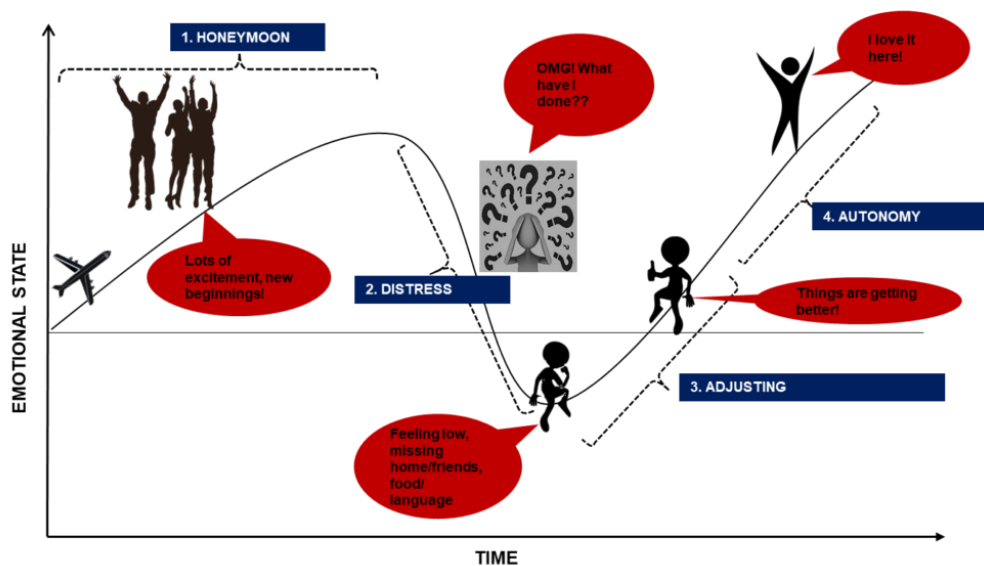 1. HONEYMOON
I love it
here!
OMG! What
have I
done??
Lots of
excitement, new
beginnings!
2. DISTRESS
4. AUTONOMY
Things are getting
better!
3. ADJUSTING
Feeling low,
missing
home/friends,
food/
language
EMOTIONAL STATE
TIME